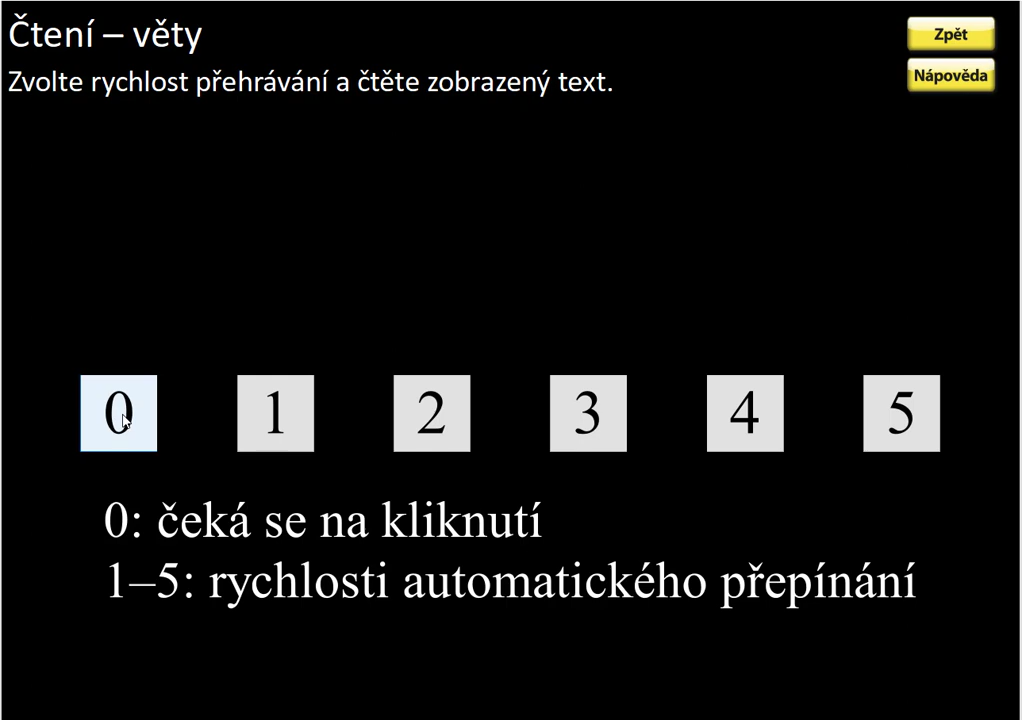 Čtení – věty
Zpět
Zvolte rychlost přehrávání a čtěte zobrazený text.
Nápověda
0 1 2 3 4 5
0: čeká se na kliknutí
1–5: rychlosti automatického přepínání